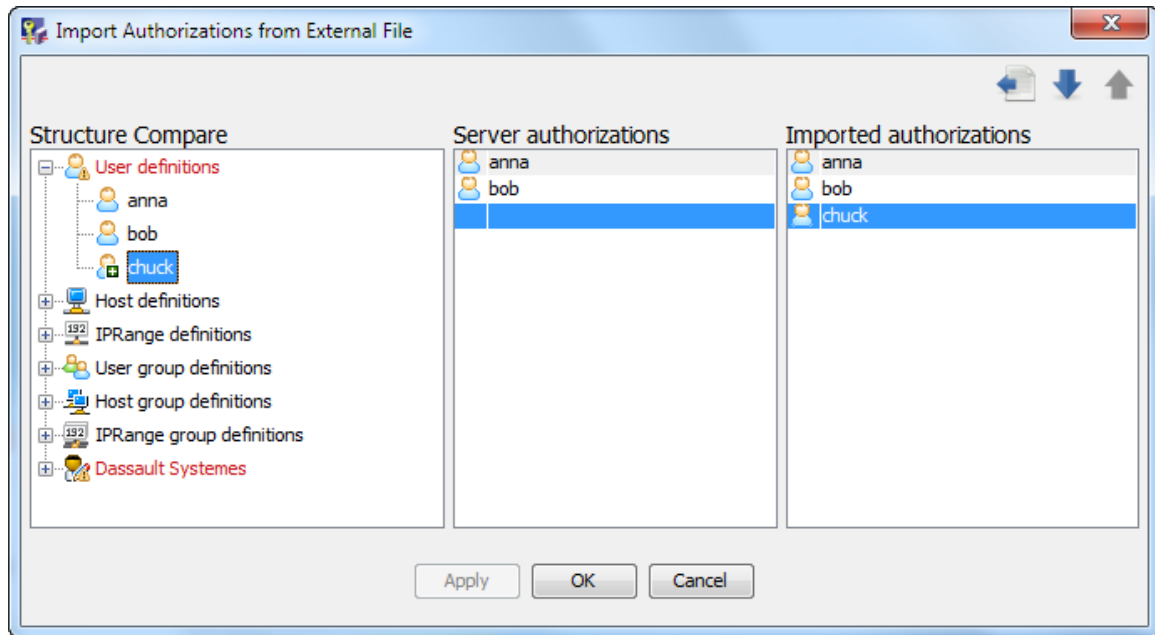 Import Authorizations from External File
Structure Compare
Server authorizations
Imported authorizations
User definitions
anna
bob
chuck
Host definitions
192
IPRange definitions
User group definitions
Host group definitions
192
IPRange group definitions
Dassault Systemes
anna
bob
anna
bob
chuck
Apply
OK
Cancel